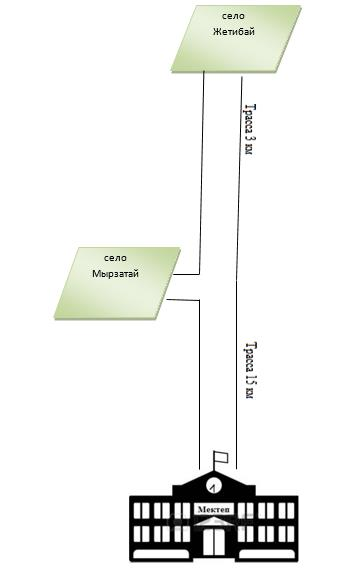 село
Жетибай
Трасса 3 км
село
Мырзатай
Трасса 15 км
Мектеп